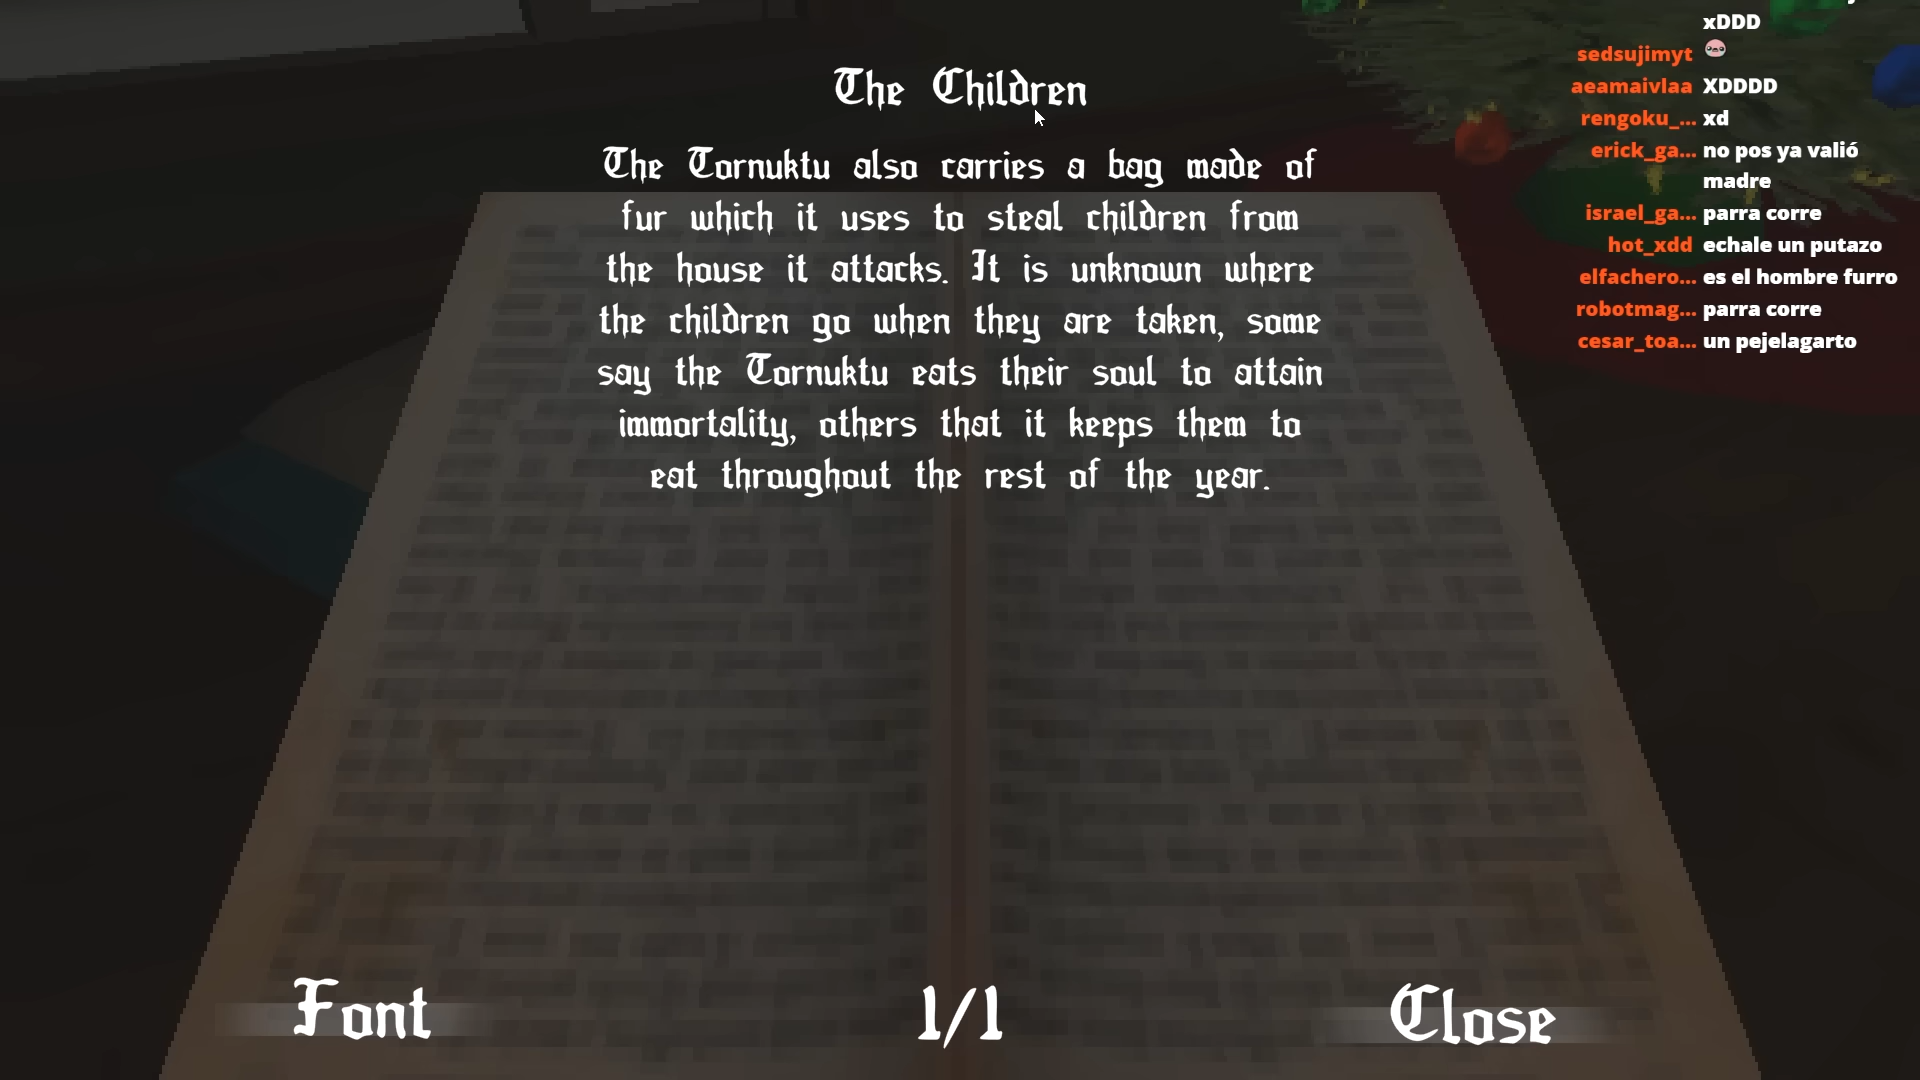 The Children
The Tornuktu also carries a bag made of
fur which it uses to steal children from
the house it attacks. It is unknown where
the children go when they are taken, some
say the Tornuktu eats their soul to attain
immortality, others that it keeps them to
eat throughout the rest of the year.
Font
1/1
Close
xDDD
sedsujimyt
aeamaivlaa XDDDD
rengoku_... xd
erick_ga... no pos ya valió
madre
israel_ga... parra corre
hot_xdd echale un putazo
elfachero... es el hombre furro
robotmag... parra corre
cesar_toa... un pejelagarto